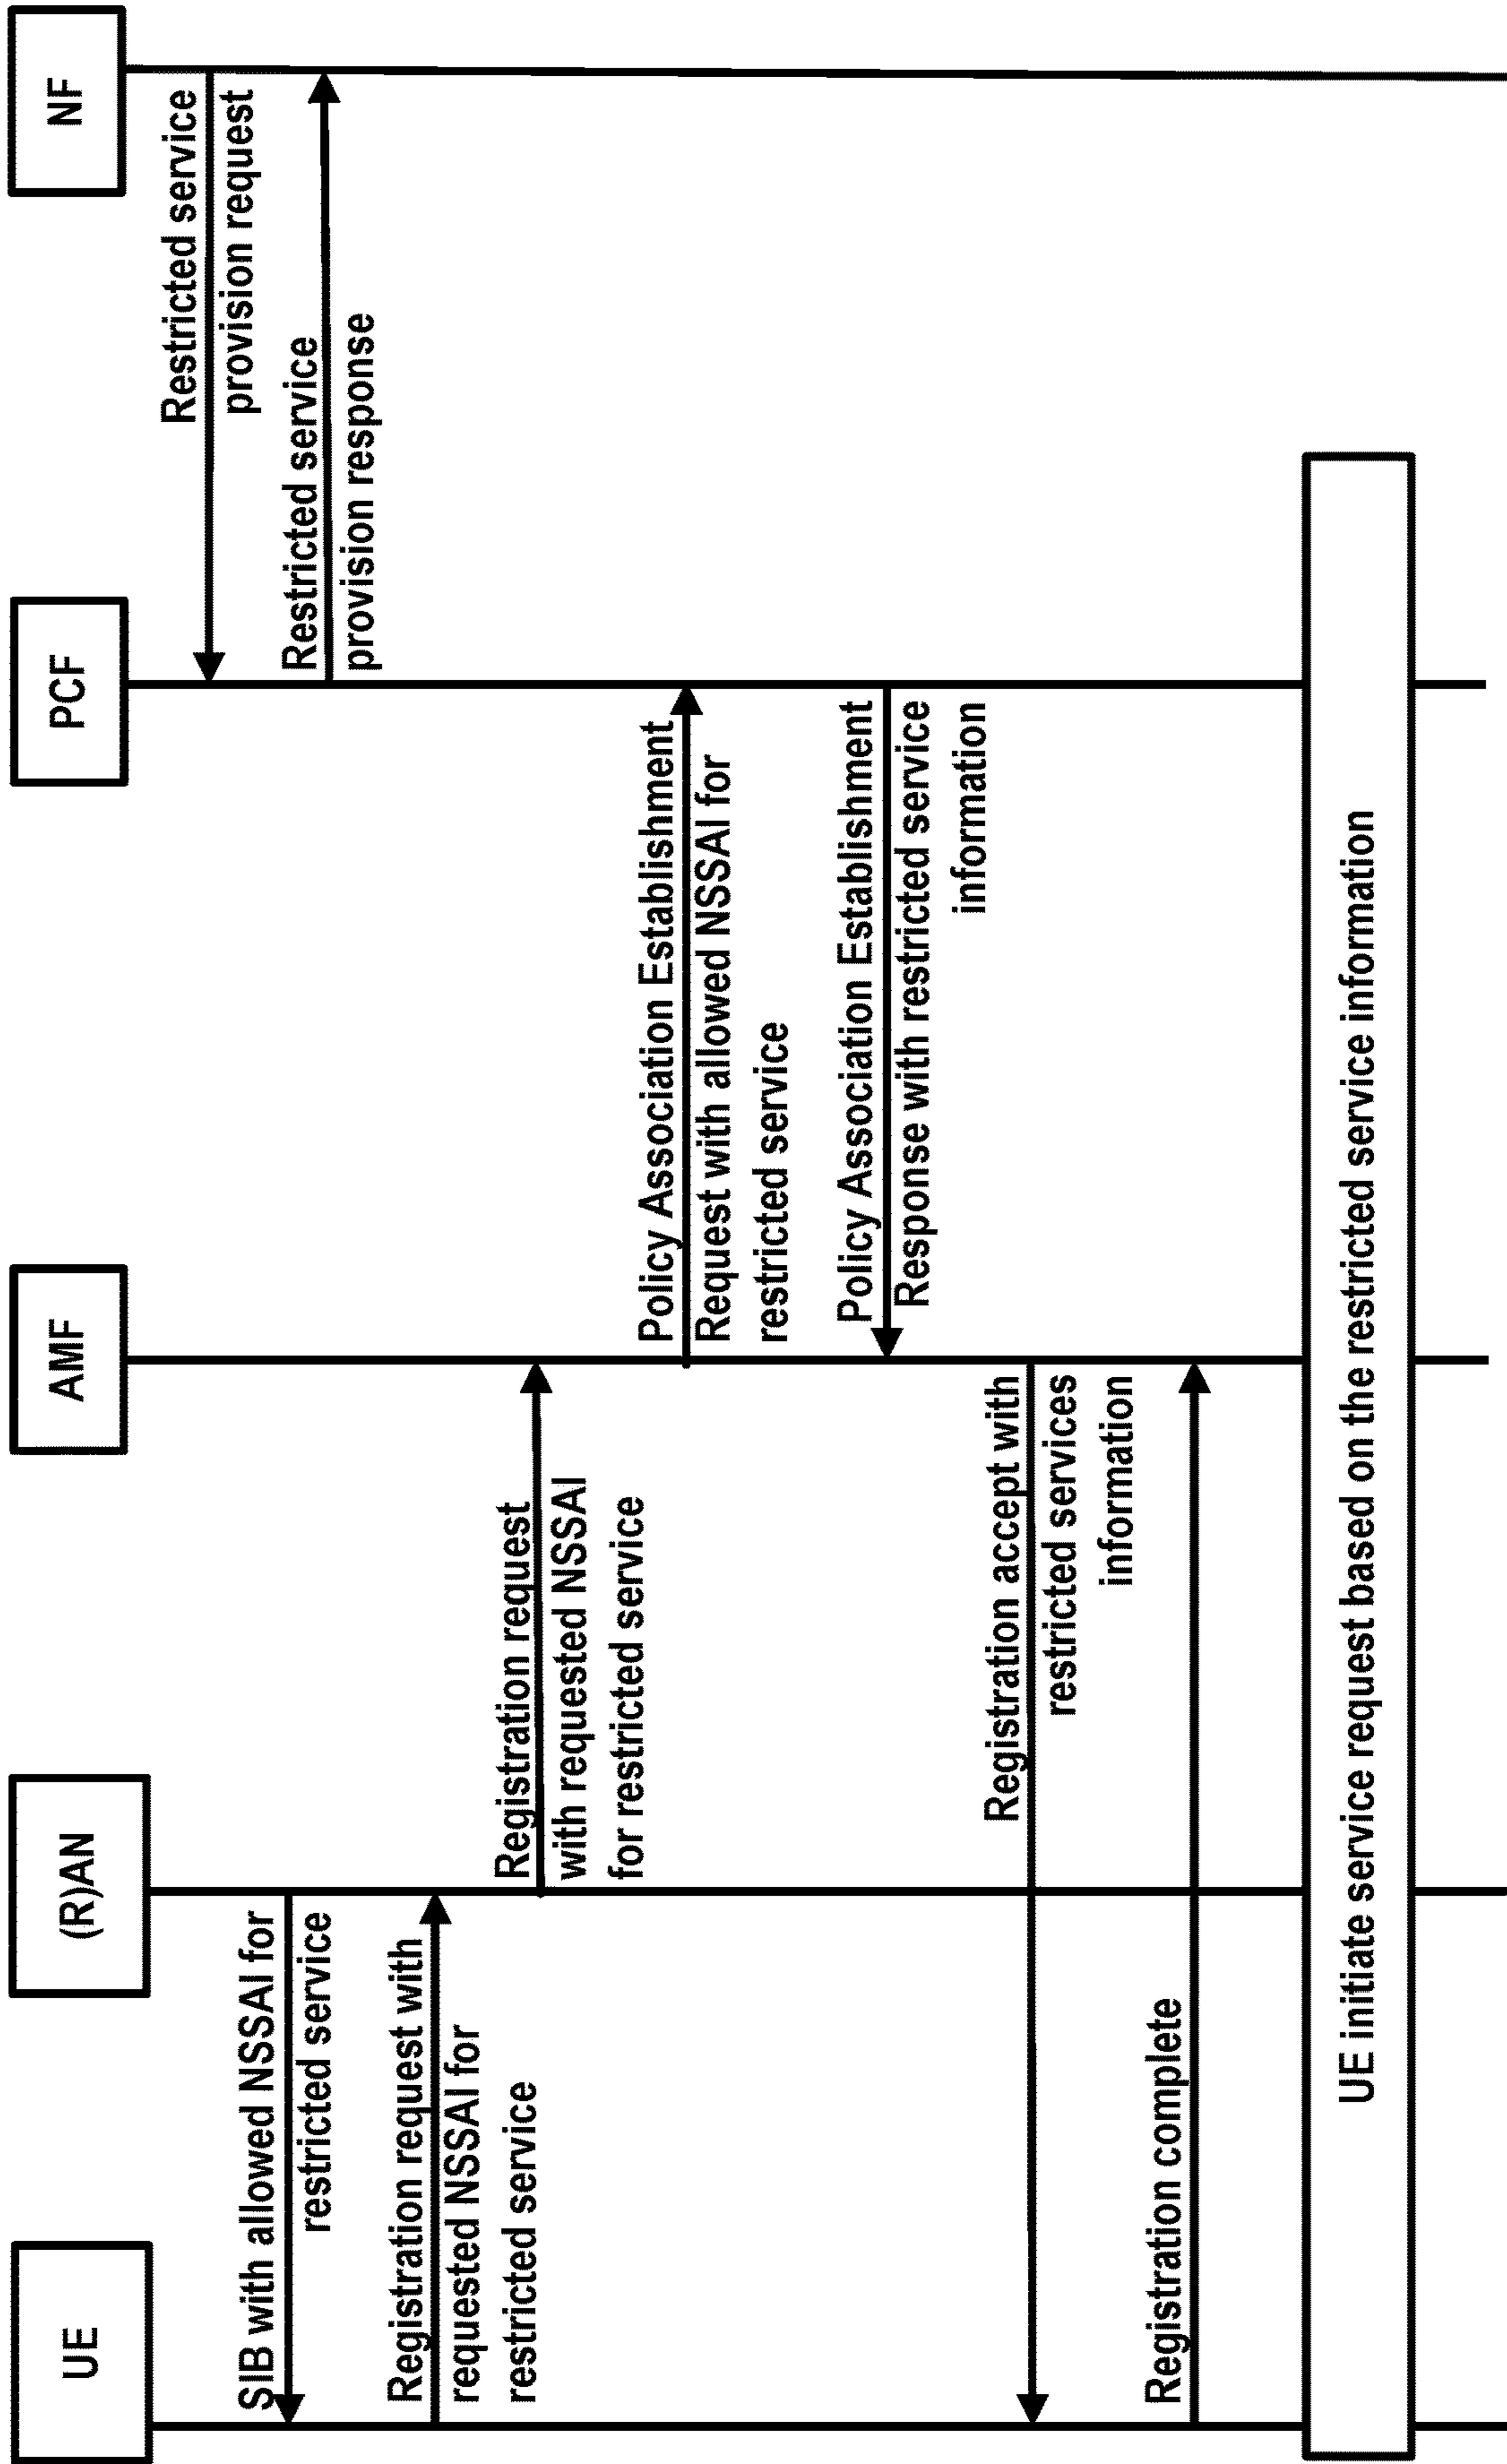 UE
(R)AN
AMF
PCF
NF
Restricted service
provision request
SIB with allowed NSSAI for
restricted service
Restricted service
provision response
Registration request with
requested NSSAI for
restricted service
Registration request
with requested NSSAI
for restricted service
Policy Association Establishment
Request with allowed NSSAI for
restricted service
Policy Association Establishment
Response with restricted service
information
Registration accept with
restricted services
information
Registration complete
UE initiate service request based on the restricted service information